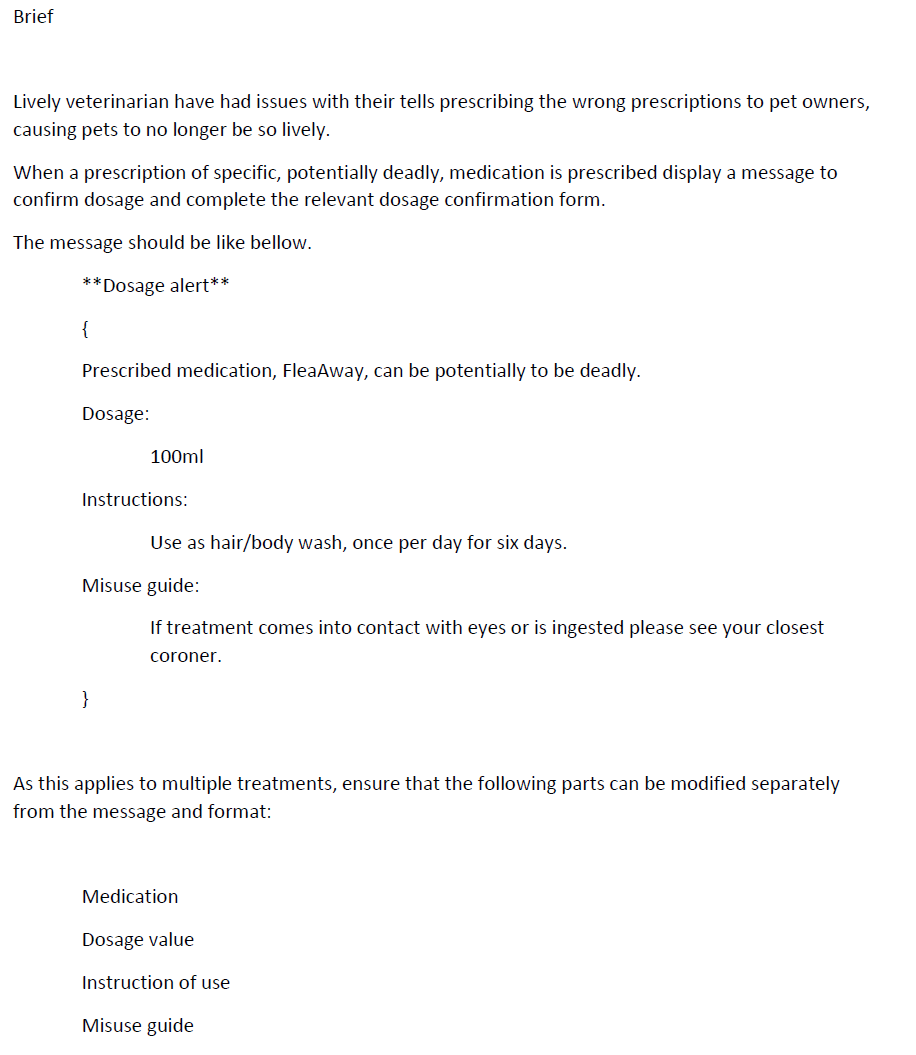 Brief
Lively veterinarian have had issues with their tells prescribing the wrong prescriptions to pet owners,
causing pets to no longer be so lively.
When a prescription of specific, potentially deadly, medication is prescribed display a message to
confirm dosage and complete the relevant dosage confirmation form.
The message should be like bellow.
**Dosage alert**
{
Prescribed medication, FleaAway, can be potentially to be deadly.
Dosage:
100ml
Instructions:
Use as hair/body wash, once per day for six days.
Misuse guide:
If treatment comes into contact with eyes or is ingested please see your closest
coroner.
}
As this applies to multiple treatments, ensure that the following parts can be modified separately
from the message and format:
Medication
Dosage value
Instruction of use
Misuse guide